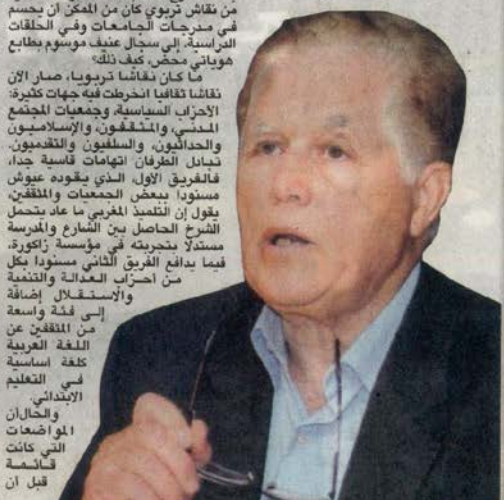 من نقاش تربوي كان من الممكن أن يحسم
في مدرجات الجامعات وفي الحلقات
الدراسية، إلى سجال عنيف موسوم بطابع
هوياتي محض، كيف ذلك؟
ما كان نقاشا تربويا، صار الآن
نقاشا ثقافيا انخرطت فيه جهات كثيرة:
الأحزاب السياسية، وجمعيات المجتمع
المدني، والمثقفون، والإسلاميون
والحداثيون، والسلفيون والتقدميون.
تبادل الطرفان اتهامات قاسية جدا،
فالفريق الأول، الذي يقوده عيوش
مسنودا ببعض الجمعيات والمثقفين،
يقول إن التلميذ المغربي ما عاد يتحمل
الشرخ الحاصل بين الشارع والمدرسة
مستدلا بتجربته في مؤسسة زاكورة،
فيما يدافع الفريق الثاني مسنودا بكل
من أحزاب العدالة والتنمية
والاستقلال إضافة
إلى فئة واسعة
من المثقفين عن
اللغة العربية
كلغة أساسية
في التعليم
الابتدائي.
والحال أن
المواضعات
التي كانت
قائمة
قبل أن